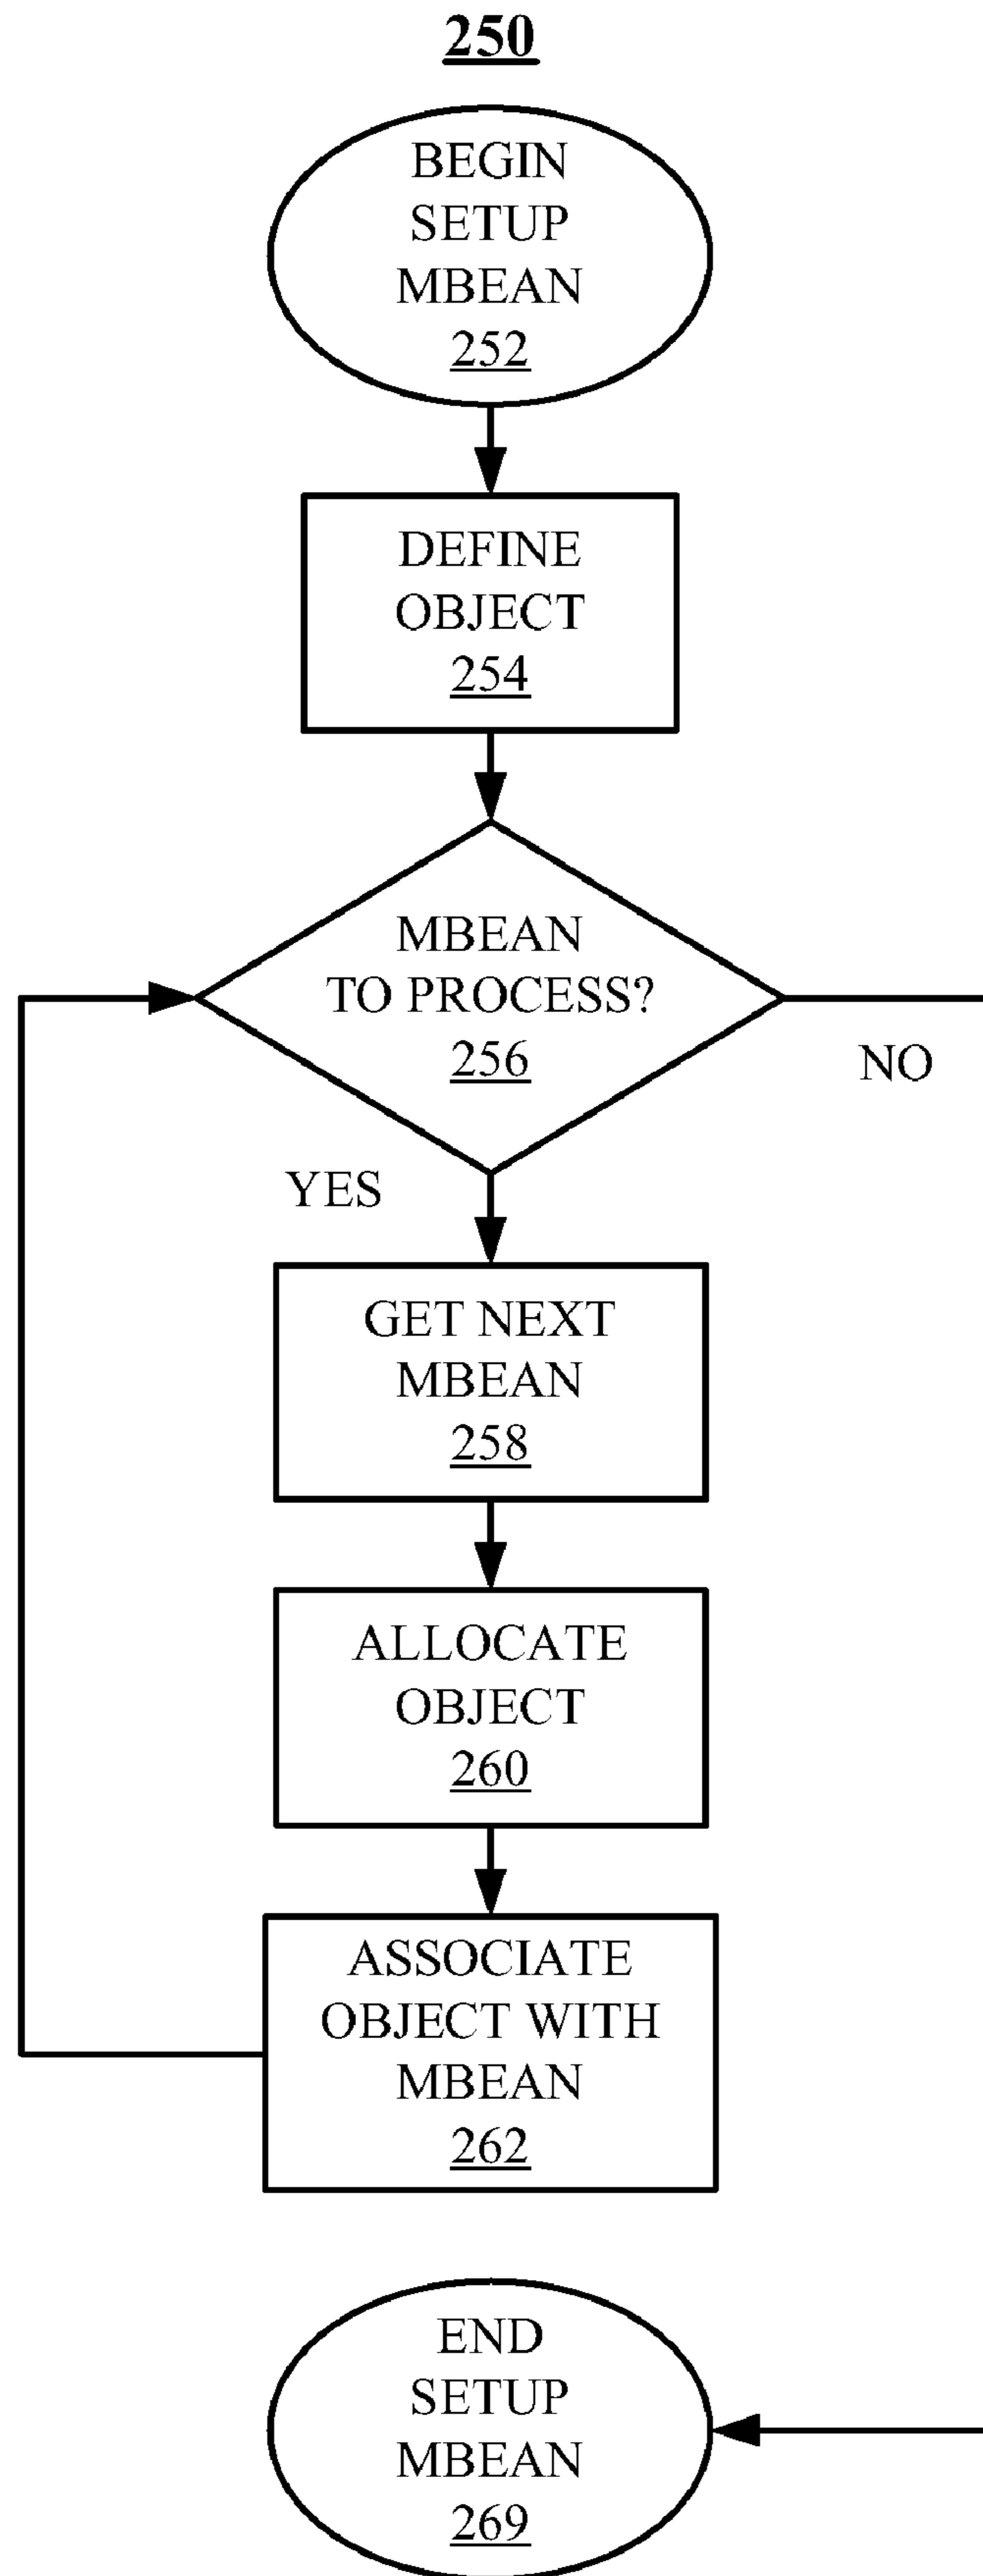 250
BEGIN
SETUP
MBEAN
252
DEFINE
OBJECT
254
MBEAN
TO PROCESS?
256
NO
YES
GET NEXT
MBEAN
258
ALLOCATE
OBJECT
260
ASSOCIATE
OBJECT WITH
MBEAN
262
END
SETUP
MBEAN
269